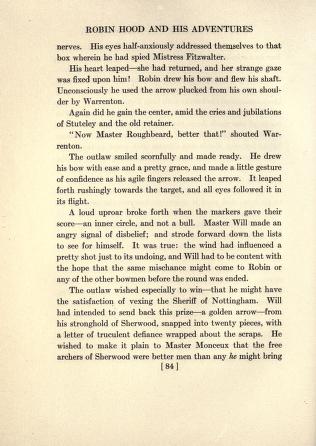 ROBIN HOOD AND HIS ADVENTURES
nerves. His eyes half-anxiously addressed themselves to that
box wherein he had spied Mistress Fitzwalter.
His heart leaped—she had returned, and her strange gaze
was fixed upon him! Robin drew his bow and flew his shaft.
Unconsciously he used the arrow plucked from his own shoul-
der by Warrenton.
Again did he gain the center, amid the cries and jubilations
of Stuteley and the old retainer.
"Now Master Roughbeard, better that!" shouted War-
renton.
The outlaw smiled scornfully and made ready. He drew
his bow with ease and a pretty grace, and made a little gesture
of confidence as his agile fingers released the arrow. It leaped
forth rushingly towards the target, and all eyes followed it in
its flight.
A loud uproar broke forth when the markers gave their
score—an inner circle, and not a bull. Master Will made an
angry signal of disbelief; and strode forward down the lists
to see for himself. It was true: the wind had influenced a
pretty shot just to its undoing, and Will had to be content with
the hope that the same mischance might come to Robin or
any of the other bowmen before the round was ended.
The outlaw wished especially to win—that he might have
the satisfaction of vexing the Sheriff of Nottingham. Will
had intended to send back this prize—a golden arrow—from
his stronghold of Sherwood, snapped into twenty pieces, with
a letter of truculent defiance wrapped about the scraps. He
wished to make it plain to Master Monceux that the free
archers of Sherwood were better men than any he might bring
[ 84 ]